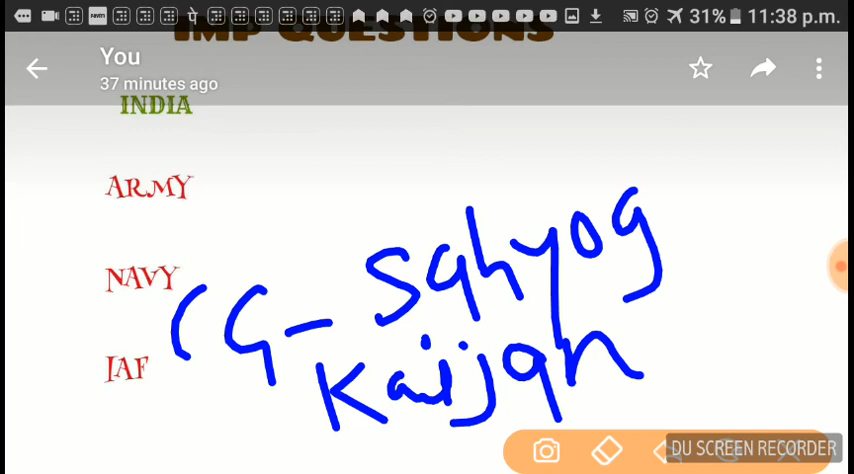 31% 11:38 p.m.
IMP QUESTIONS
You
37 minutes ago
INDIA
ARMY
NAVY
CG - Sahyog
Kaijan
IAF
DU SCREEN RECORDER